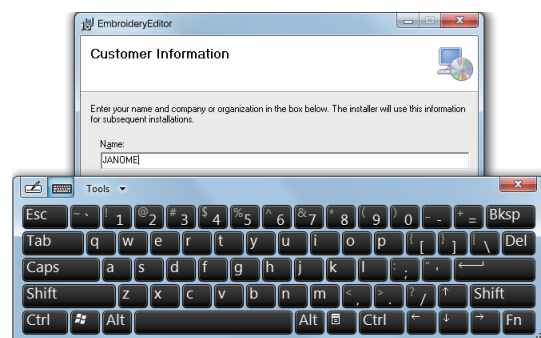 EmbroideryEditor
Customer Information
Enter your name and company or organization in the box below. The installer will use this information
for subsequent installations.
Name:
JANOME
Tools
Esc ~ ` ! 1 @ 2 # 3 $ 4 % 5 ^ 6 & 7 * 8 ( 9 ) 0 _ - + = Bksp
Tab q w e r t y u i o p { [ } ] | \ Del
Caps a s d f g h j k l : ; " '
Shift z x c v b n m < , > . ? / ↑ Shift
Ctrl Alt Alt Ctrl ← ↓ → Fn